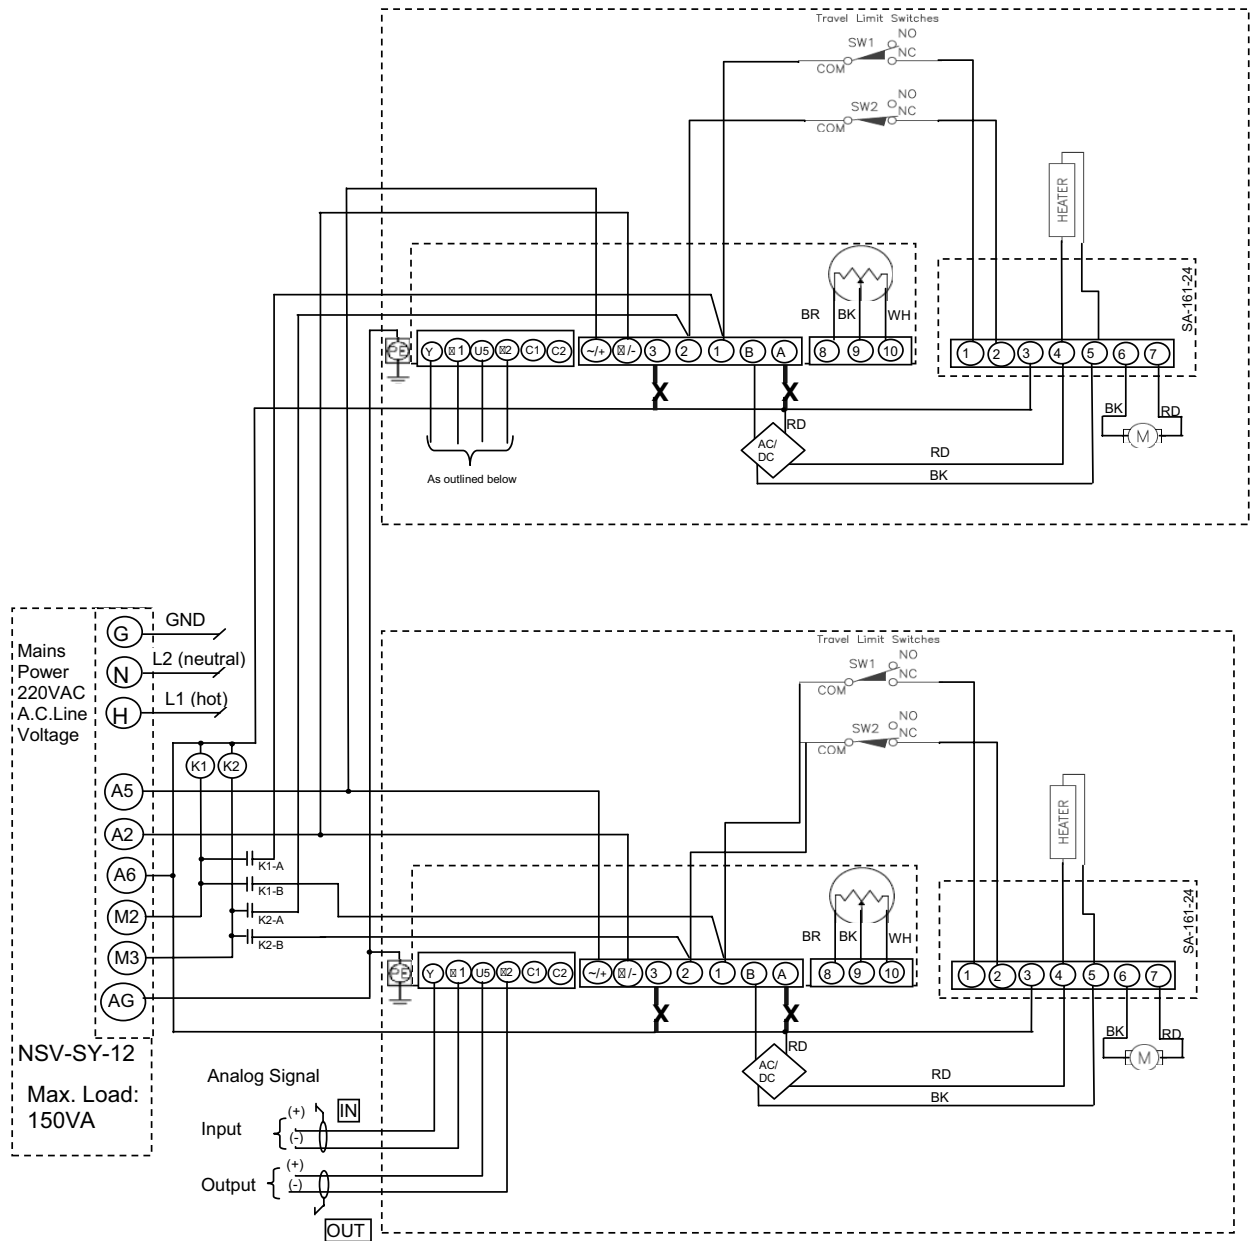 Travel Limit Switches
NO
SW1
NC
COM
NO
SW2
NC
COM
HEATER
SA-161-24
BR BK WH
PE
Y 1 U5 2 C1 C2
~/+ /- 3 2 1 B A
8 9 10
1 2 3 4 5 6 7
X X
BK RD
M
RD
AC/
DC
RD
BK
As outlined below
Mains
Power
220VAC
A.C.Line
Voltage
G GND
N L2 (neutral)
H L1 (hot)
K1 K2
A5
A2
A6
M2
M3
AG
K1-A
K1-B
K2-A
K2-B
NSV-SY-12
Max. Load:
150VA
Travel Limit Switches
NO
SW1
NC
COM
NO
SW2
NC
COM
HEATER
SA-161-24
BR BK WH
PE
Y 1 U5 2 C1 C2
~/+ /- 3 2 1 B A
8 9 10
1 2 3 4 5 6 7
X X
BK RD
M
RD
AC/
DC
RD
BK
Analog Signal
IN
Input (+)
(-)
Output (+)
(-)
OUT